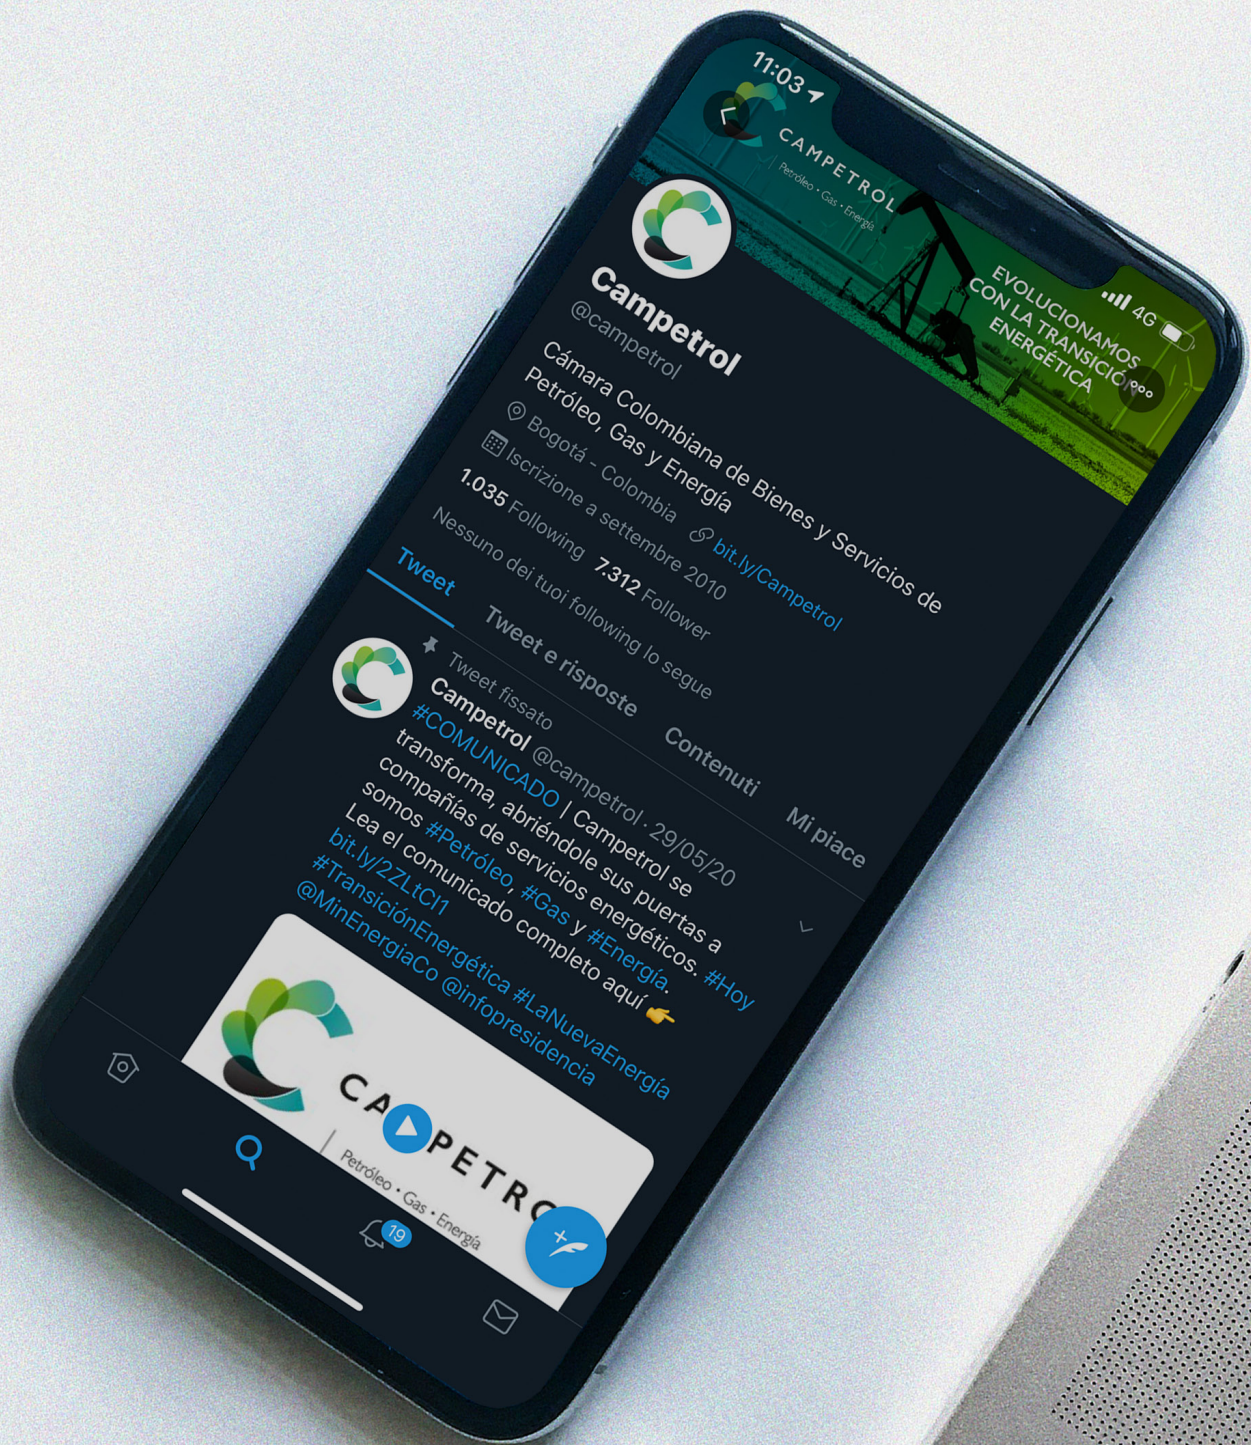 11:03
CAMPETROL
Petróleo • Gas • Energía
EVOLUCIONAMOS
CON LA TRANSICIÓN
ENERGÉTICA
4G
Campetrol
@campetrol
Cámara Colombiana de Bienes y Servicios de
Petróleo, Gas y Energía
Bogotá - Colombia bit.ly/Campetrol
Iscrizione a settembre 2010
1.035 Following 7.312 Follower
Nessuno dei tuoi following lo segue
Tweet Tweet e risposte Contenuti Mi piace
Tweet fissato
Campetrol @campetrol · 29/05/20
#COMUNICADO | Campetrol se
transforma, abriéndole sus puertas a
compañías de servicios energéticos. #Hoy
somos #Petróleo, #Gas y #Energía.
Lea el comunicado completo aquí 👉
bit.ly/2ZLtCl1
#TransiciónEnergética #LaNuevaEnergía
@MinEnergiaCo @infopresidencia
CAMPETROL
Petróleo • Gas • Energía
19